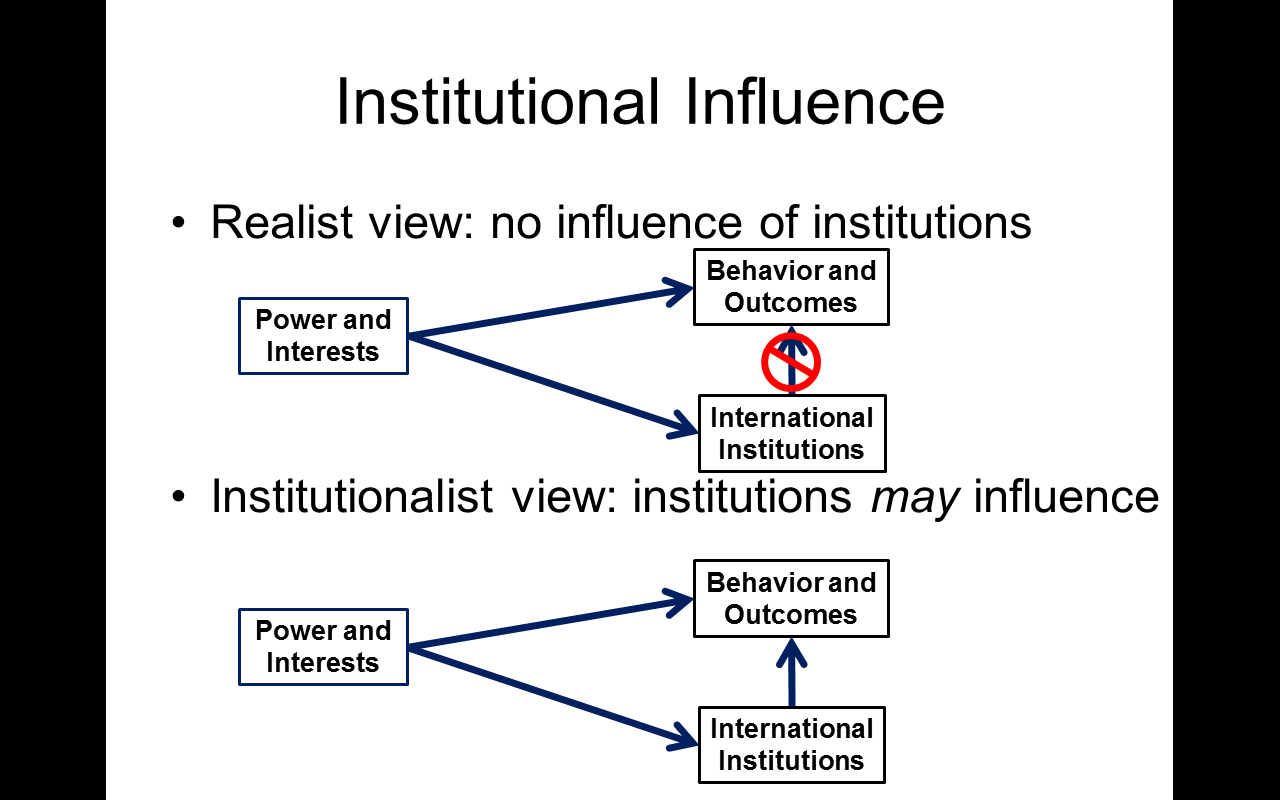 Institutional Influence
• Realist view: no influence of institutions
Behavior and
Outcomes
Power and
Interests
International
Institutions
• Institutionalist view: institutions may influence
Behavior and
Outcomes
Power and
Interests
International
Institutions